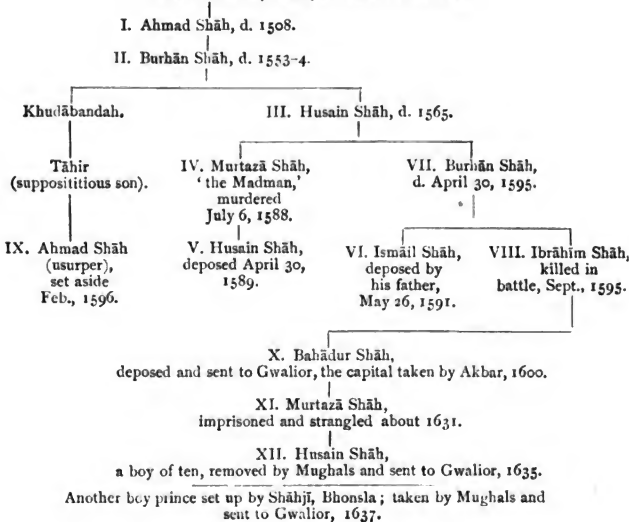 I. Ahmad Shāh, d. 1508.
II. Burhān Shāh, d. 1553-4.
Khudābandah.
III. Husain Shāh, d. 1565.
Tāhir
(supposititious son).
IV. Murtazā Shāh,
‘the Madman,’
murdered
July 6, 1588.
VII. Burhān Shāh,
d. April 30, 1595.
IX. Ahmad Shāh
(usurper),
set aside
Feb., 1596.
V. Husain Shāh,
deposed April 30,
1589.
VI. Ismāil Shāh,
deposed by
his father,
May 26, 1591.
VIII. Ibrāhīm Shāh,
killed in
battle, Sept., 1595.
X. Bahādur Shāh,
deposed and sent to Gwalior, the capital taken by Akbar, 1600.
XI. Murtazā Shāh,
imprisoned and strangled about 1631.
XII. Husain Shāh,
a boy of ten, removed by Mughals and sent to Gwalior, 1635.
Another boy prince set up by Shāhjī, Bhonsla; taken by Mughals and
sent to Gwalior, 1637.